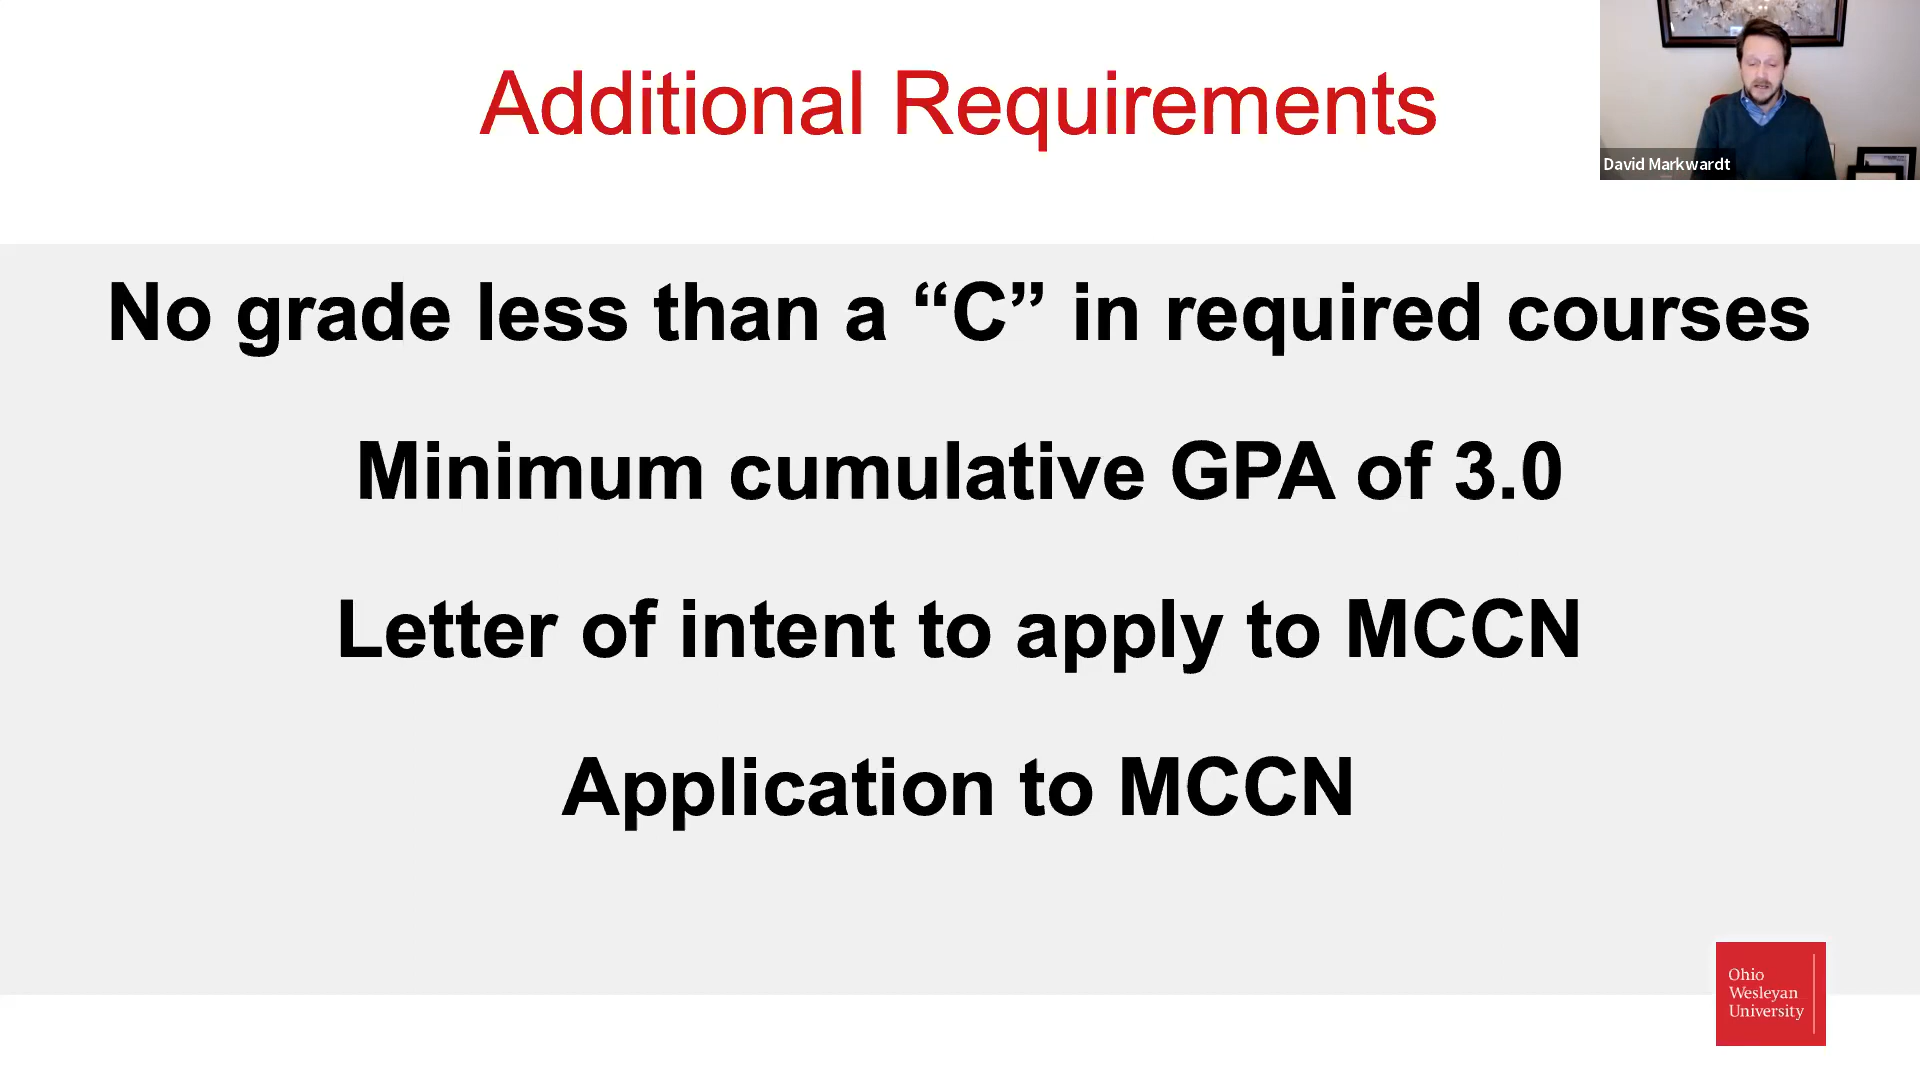 Additional Requirements
David Markwardt
No grade less than a “C” in required courses
Minimum cumulative GPA of 3.0
Letter of intent to apply to MCCN
Application to MCCN
Ohio
Wesleyan
University